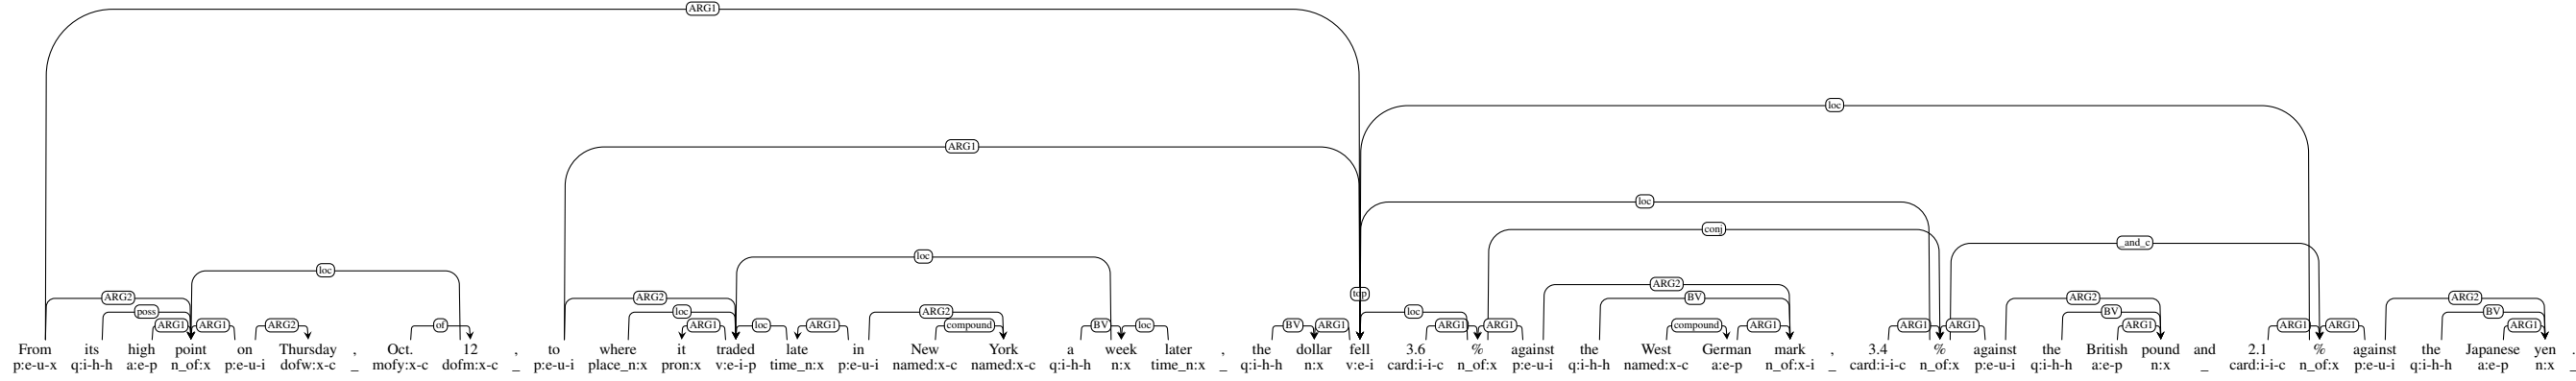 ARG1
loc
ARG1
loc
conj
_and_c
loc
loc
ARG2 ARG2 top ARG2
poss loc ARG2 BV ARG2 ARG2
ARG1 ARG1 ARG2 of ARG1 loc ARG1 compound BV loc BV ARG1 loc ARG1 ARG1 compound ARG1 ARG1 ARG1 BV ARG1 ARG1 ARG1 BV ARG1
From its high point on Thursday , Oct. 12 , to where it traded late in New York a week later , the dollar fell 3.6 % against the West German mark , 3.4 % against the British pound and 2.1 % against the Japanese yen .
p:e-u-x q:i-h-h a:e-p n_of:x p:e-u-i dofw:x-c _ mofy:x-c dofm:x-c _ p:e-u-i place_n:x pron:x v:e-i-p time_n:x p:e-u-i named:x-c named:x-c q:i-h-h n:x time_n:x _ q:i-h-h n:x v:e-i card:i-i-c n_of:x p:e-u-i q:i-h-h named:x-c a:e-p n_of:x-i _ card:i-i-c n_of:x p:e-u-i q:i-h-h a:e-p n:x _ card:i-i-c n_of:x p:e-u-i q:i-h-h a:e-p n:x _